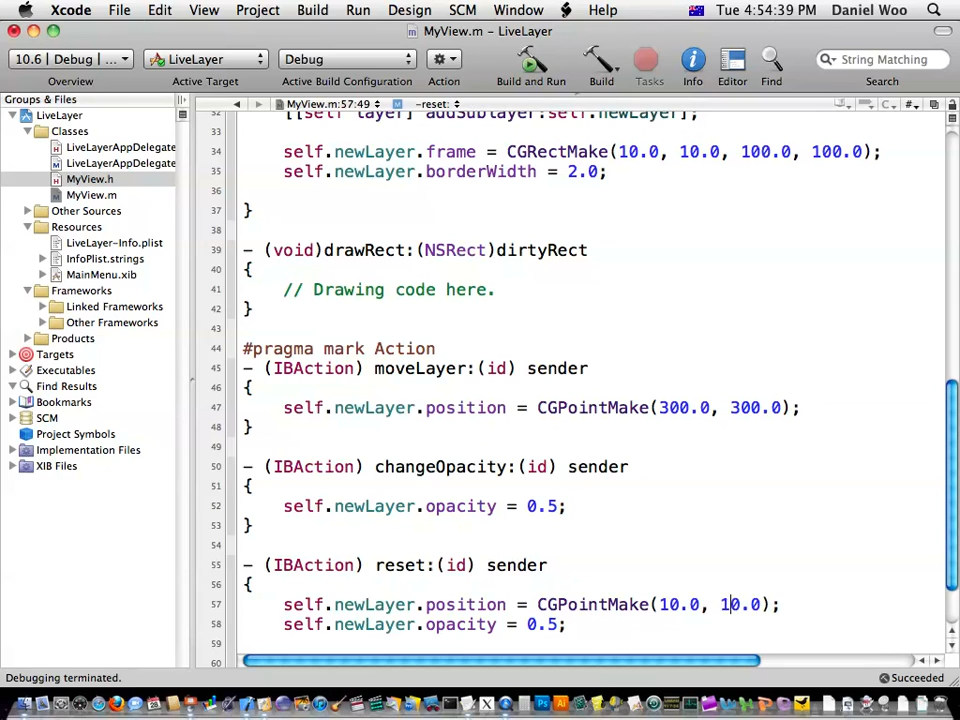 Xcode File Edit View Project Build Run Design SCM Window Help Tue 4:54:39 PM Daniel Woo
MyView.m – LiveLayer
10.6 | Debug | ... LiveLayer Debug String Matching
Overview Active Target Active Build Configuration Action Build and Run Build Tasks Info Editor Find Search
Groups & Files
MyView.m:57:49 -reset:
LiveLayer
Classes
LiveLayerAppDelegate
LiveLayerAppDelegate
MyView.h
MyView.m
Other Sources
Resources
LiveLayer-Info.plist
InfoPlist.strings
MainMenu.xib
Frameworks
Linked Frameworks
Other Frameworks
Products
Targets
Executables
Find Results
Bookmarks
SCM
Project Symbols
Implementation Files
XIB Files
32 [[self layer] addSublayer:self.newLayer];
34 self.newLayer.frame = CGRectMake(10.0, 10.0, 100.0, 100.0);
35 self.newLayer.borderWidth = 2.0;
36
37 }
38
39 - (void)drawRect:(NSRect)dirtyRect
40 {
41 // Drawing code here.
42 }
43
44 #pragma mark Action
45 - (IBAction) moveLayer:(id) sender
46 {
47 self.newLayer.position = CGPointMake(300.0, 300.0);
48 }
49
50 - (IBAction) changeOpacity:(id) sender
51 {
52 self.newLayer.opacity = 0.5;
53 }
54
55 - (IBAction) reset:(id) sender
56 {
57 self.newLayer.position = CGPointMake(10.0, 10.0);
58 self.newLayer.opacity = 0.5;
59
60
Debugging terminated. Succeeded